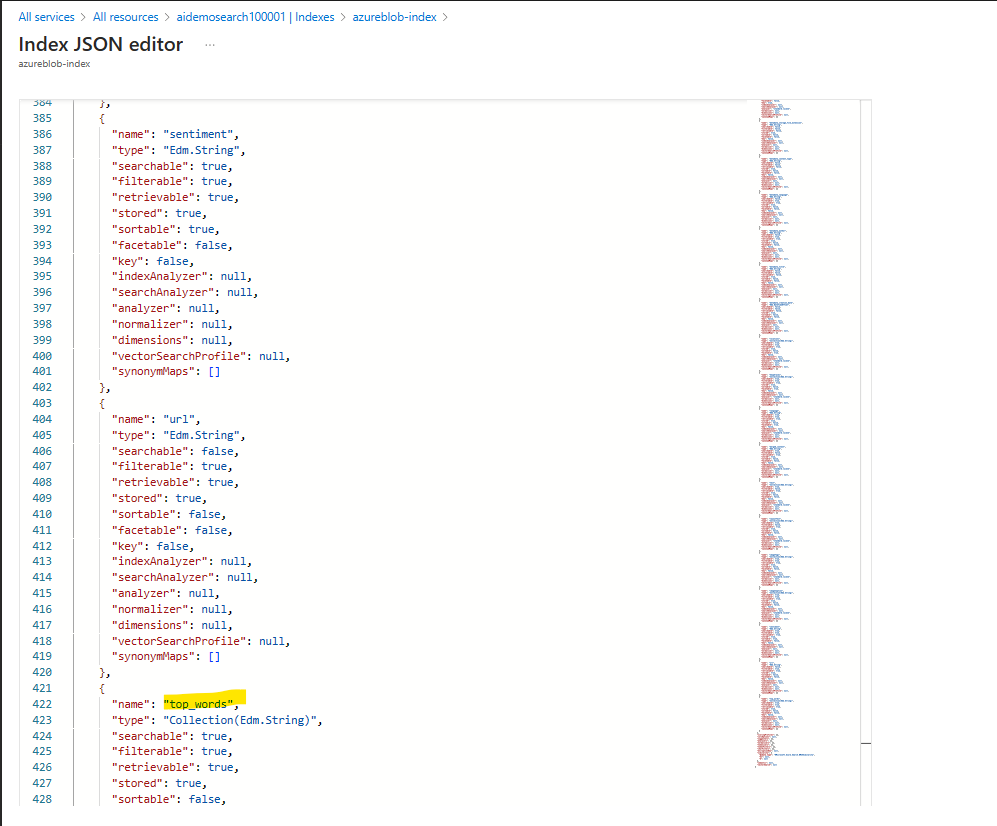 All services > All resources > aidemosearch100001 | Indexes > azureblob-index >
Index JSON editor ...
azureblob-index
384 },
385 {
386 "name": "sentiment",
387 "type": "Edm.String",
388 "searchable": true,
389 "filterable": true,
390 "retrievable": true,
391 "stored": true,
392 "sortable": true,
393 "facetable": false,
394 "key": false,
395 "indexAnalyzer": null,
396 "searchAnalyzer": null,
397 "analyzer": null,
398 "normalizer": null,
399 "dimensions": null,
400 "vectorSearchProfile": null,
401 "synonymMaps": []
402 },
403 {
404 "name": "url",
405 "type": "Edm.String",
406 "searchable": false,
407 "filterable": true,
408 "retrievable": true,
409 "stored": true,
410 "sortable": false,
411 "facetable": false,
412 "key": false,
413 "indexAnalyzer": null,
414 "searchAnalyzer": null,
415 "analyzer": null,
416 "normalizer": null,
417 "dimensions": null,
418 "vectorSearchProfile": null,
419 "synonymMaps": []
420 },
421 {
422 "name": "top_words",
423 "type": "Collection(Edm.String)",
424 "searchable": true,
425 "filterable": true,
426 "retrievable": true,
427 "stored": true,
428 "sortable": false,